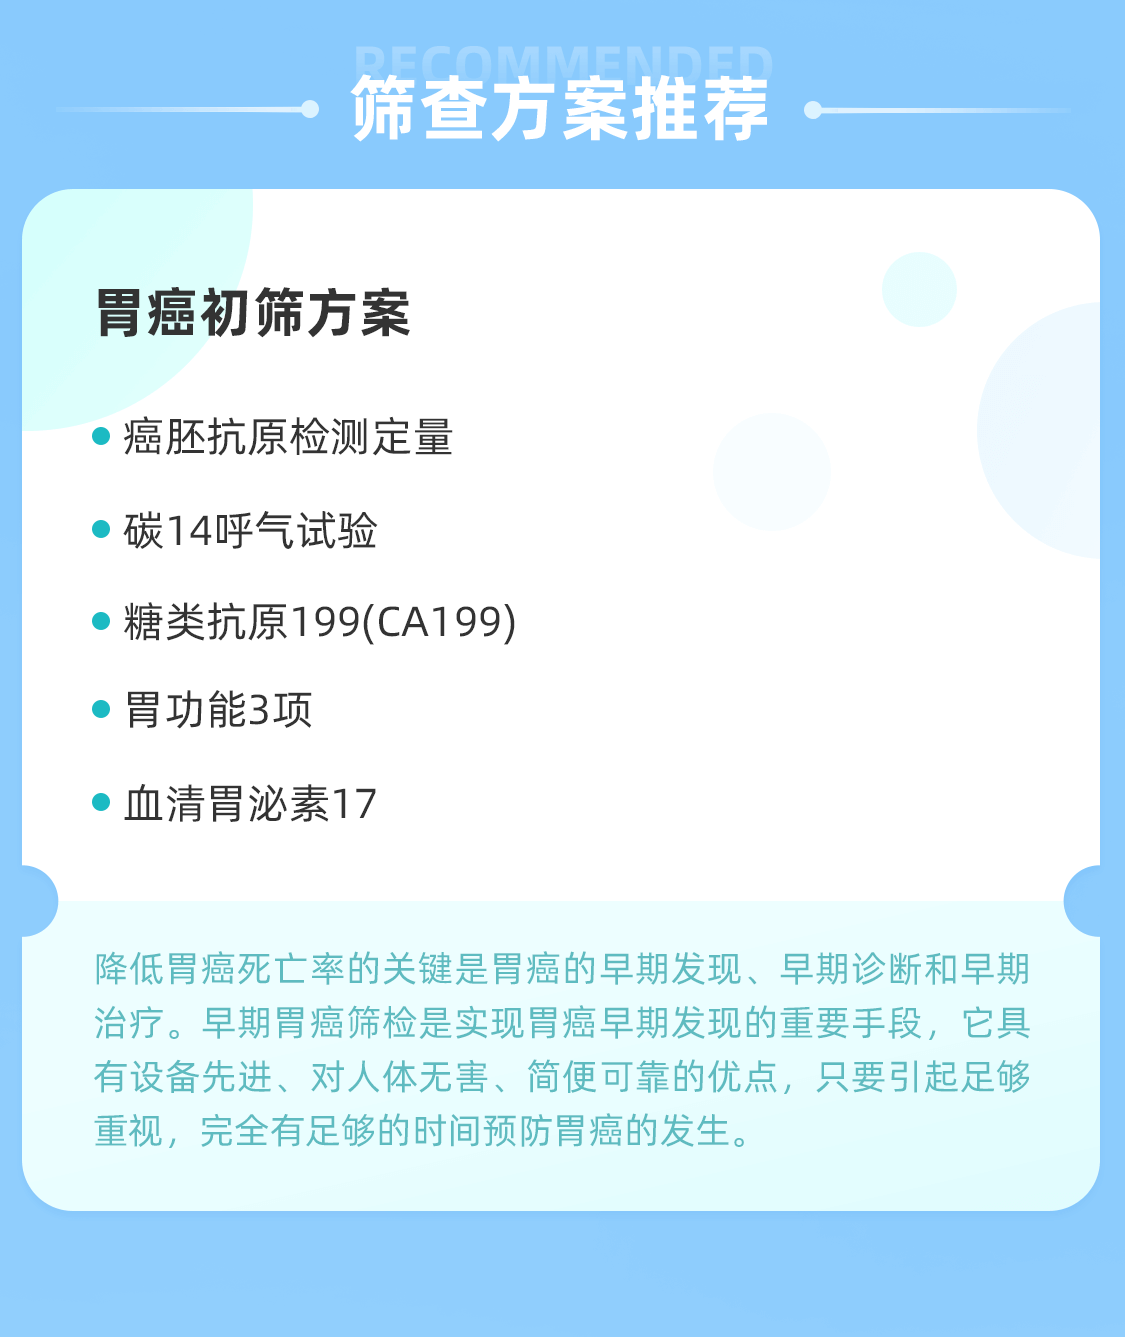 RECOMMENDED
筛查方案推荐
胃癌初筛方案
癌胚抗原检测定量
碳14呼气试验
糖类抗原199(CA199)
胃功能3项
血清胃泌素17
降低胃癌死亡率的关键是胃癌的早期发现、早期诊断和早期
治疗。早期胃癌筛检是实现胃癌早期发现的重要手段，它具
有设备先进、对人体无害、简便可靠的优点，只要引起足够
重视，完全有足够的时间预防胃癌的发生。